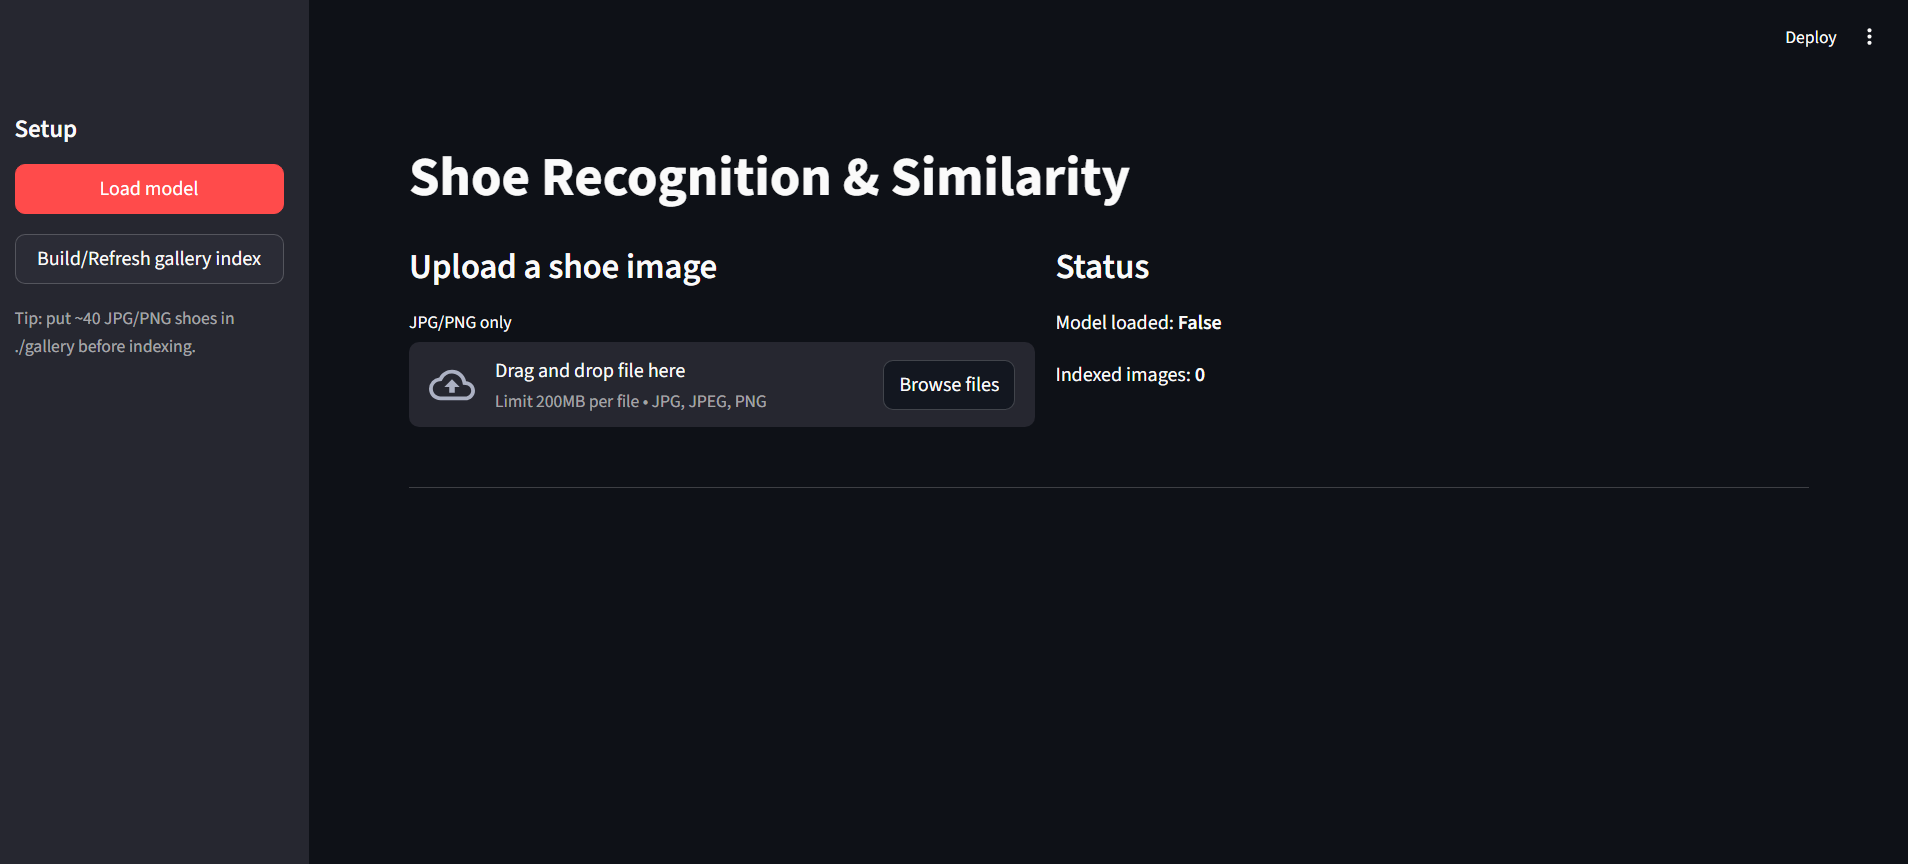 Deploy
Setup
Load model
Build/Refresh gallery index
Tip: put ~40 JPG/PNG shoes in
./gallery before indexing.
Shoe Recognition & Similarity
Upload a shoe image
JPG/PNG only
Drag and drop file here
Limit 200MB per file • JPG, JPEG, PNG
Browse files
Status
Model loaded: False
Indexed images: 0